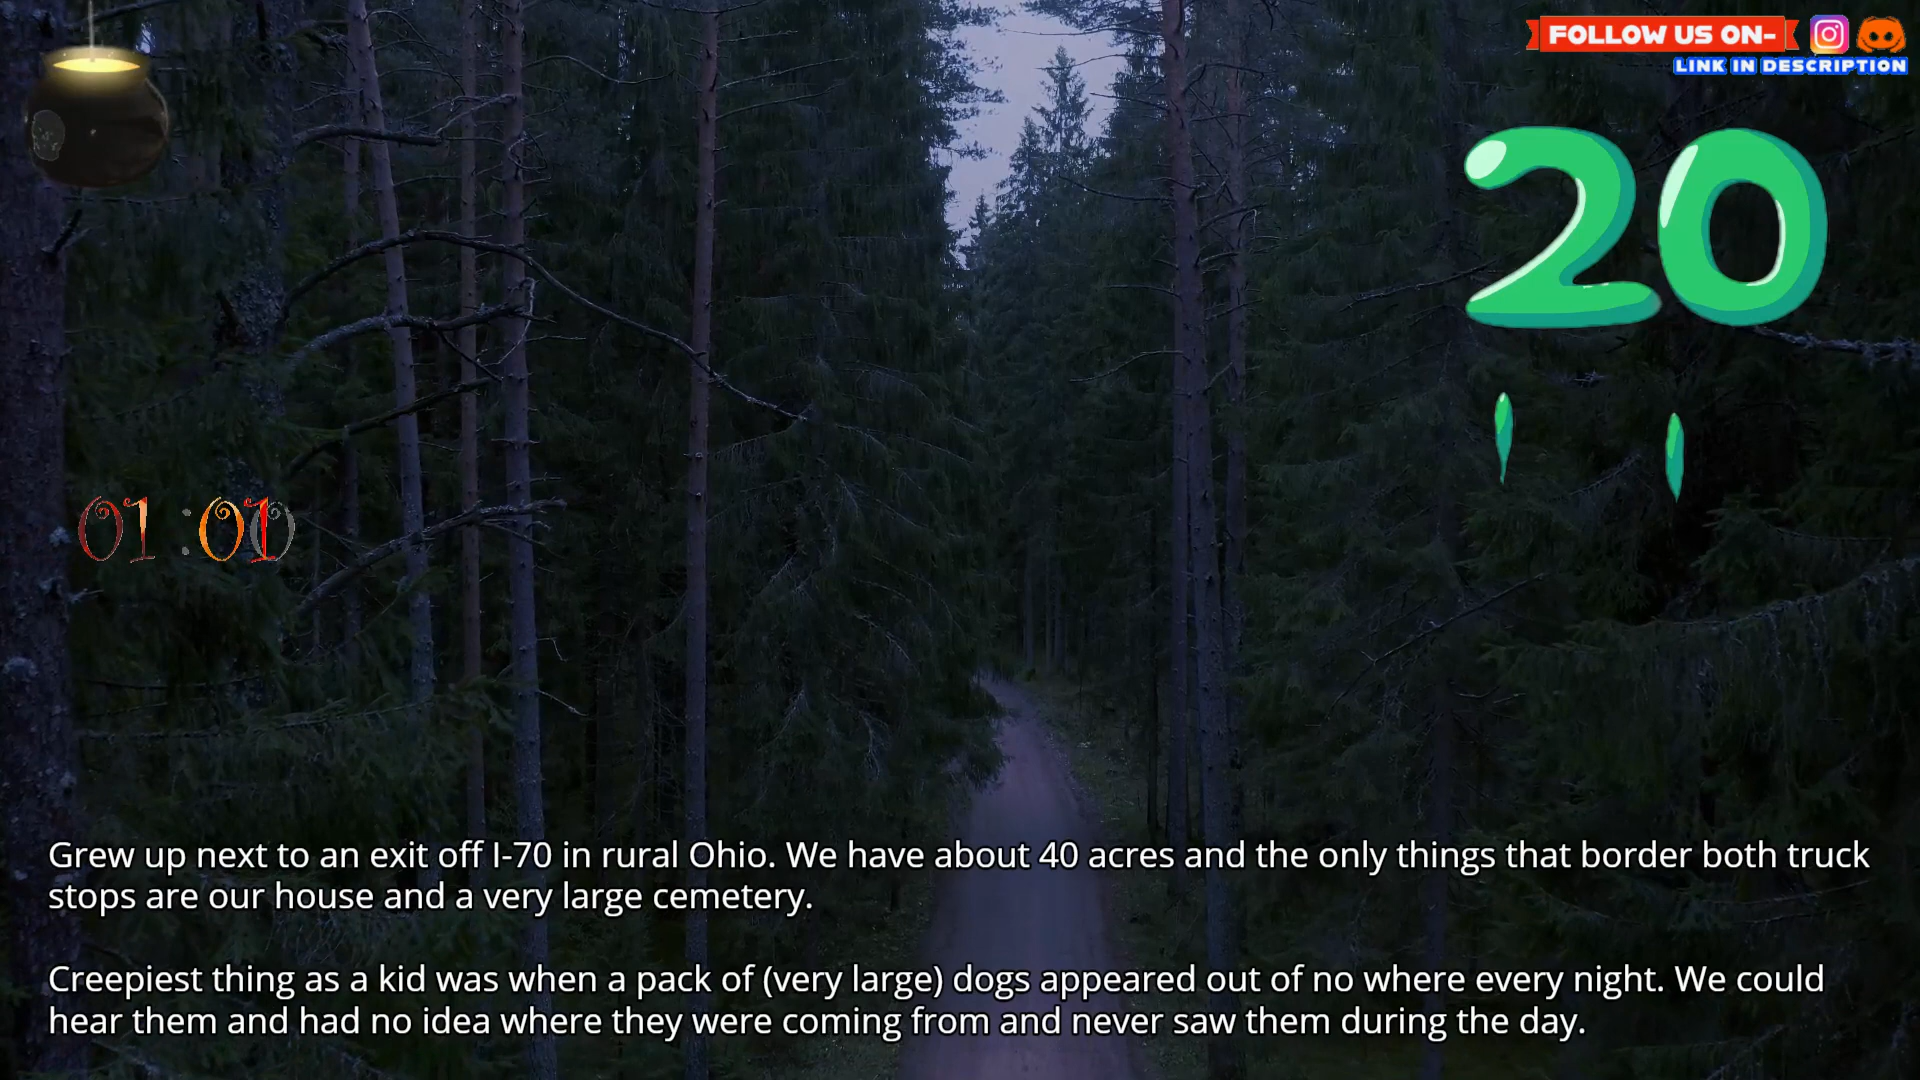 FOLLOW US ON-
LINK IN DESCRIPTION
20
01:01
Grew up next to an exit off I-70 in rural Ohio. We have about 40 acres and the only things that border both truck
stops are our house and a very large cemetery.
Creepiest thing as a kid was when a pack of (very large) dogs appeared out of no where every night. We could
hear them and had no idea where they were coming from and never saw them during the day.